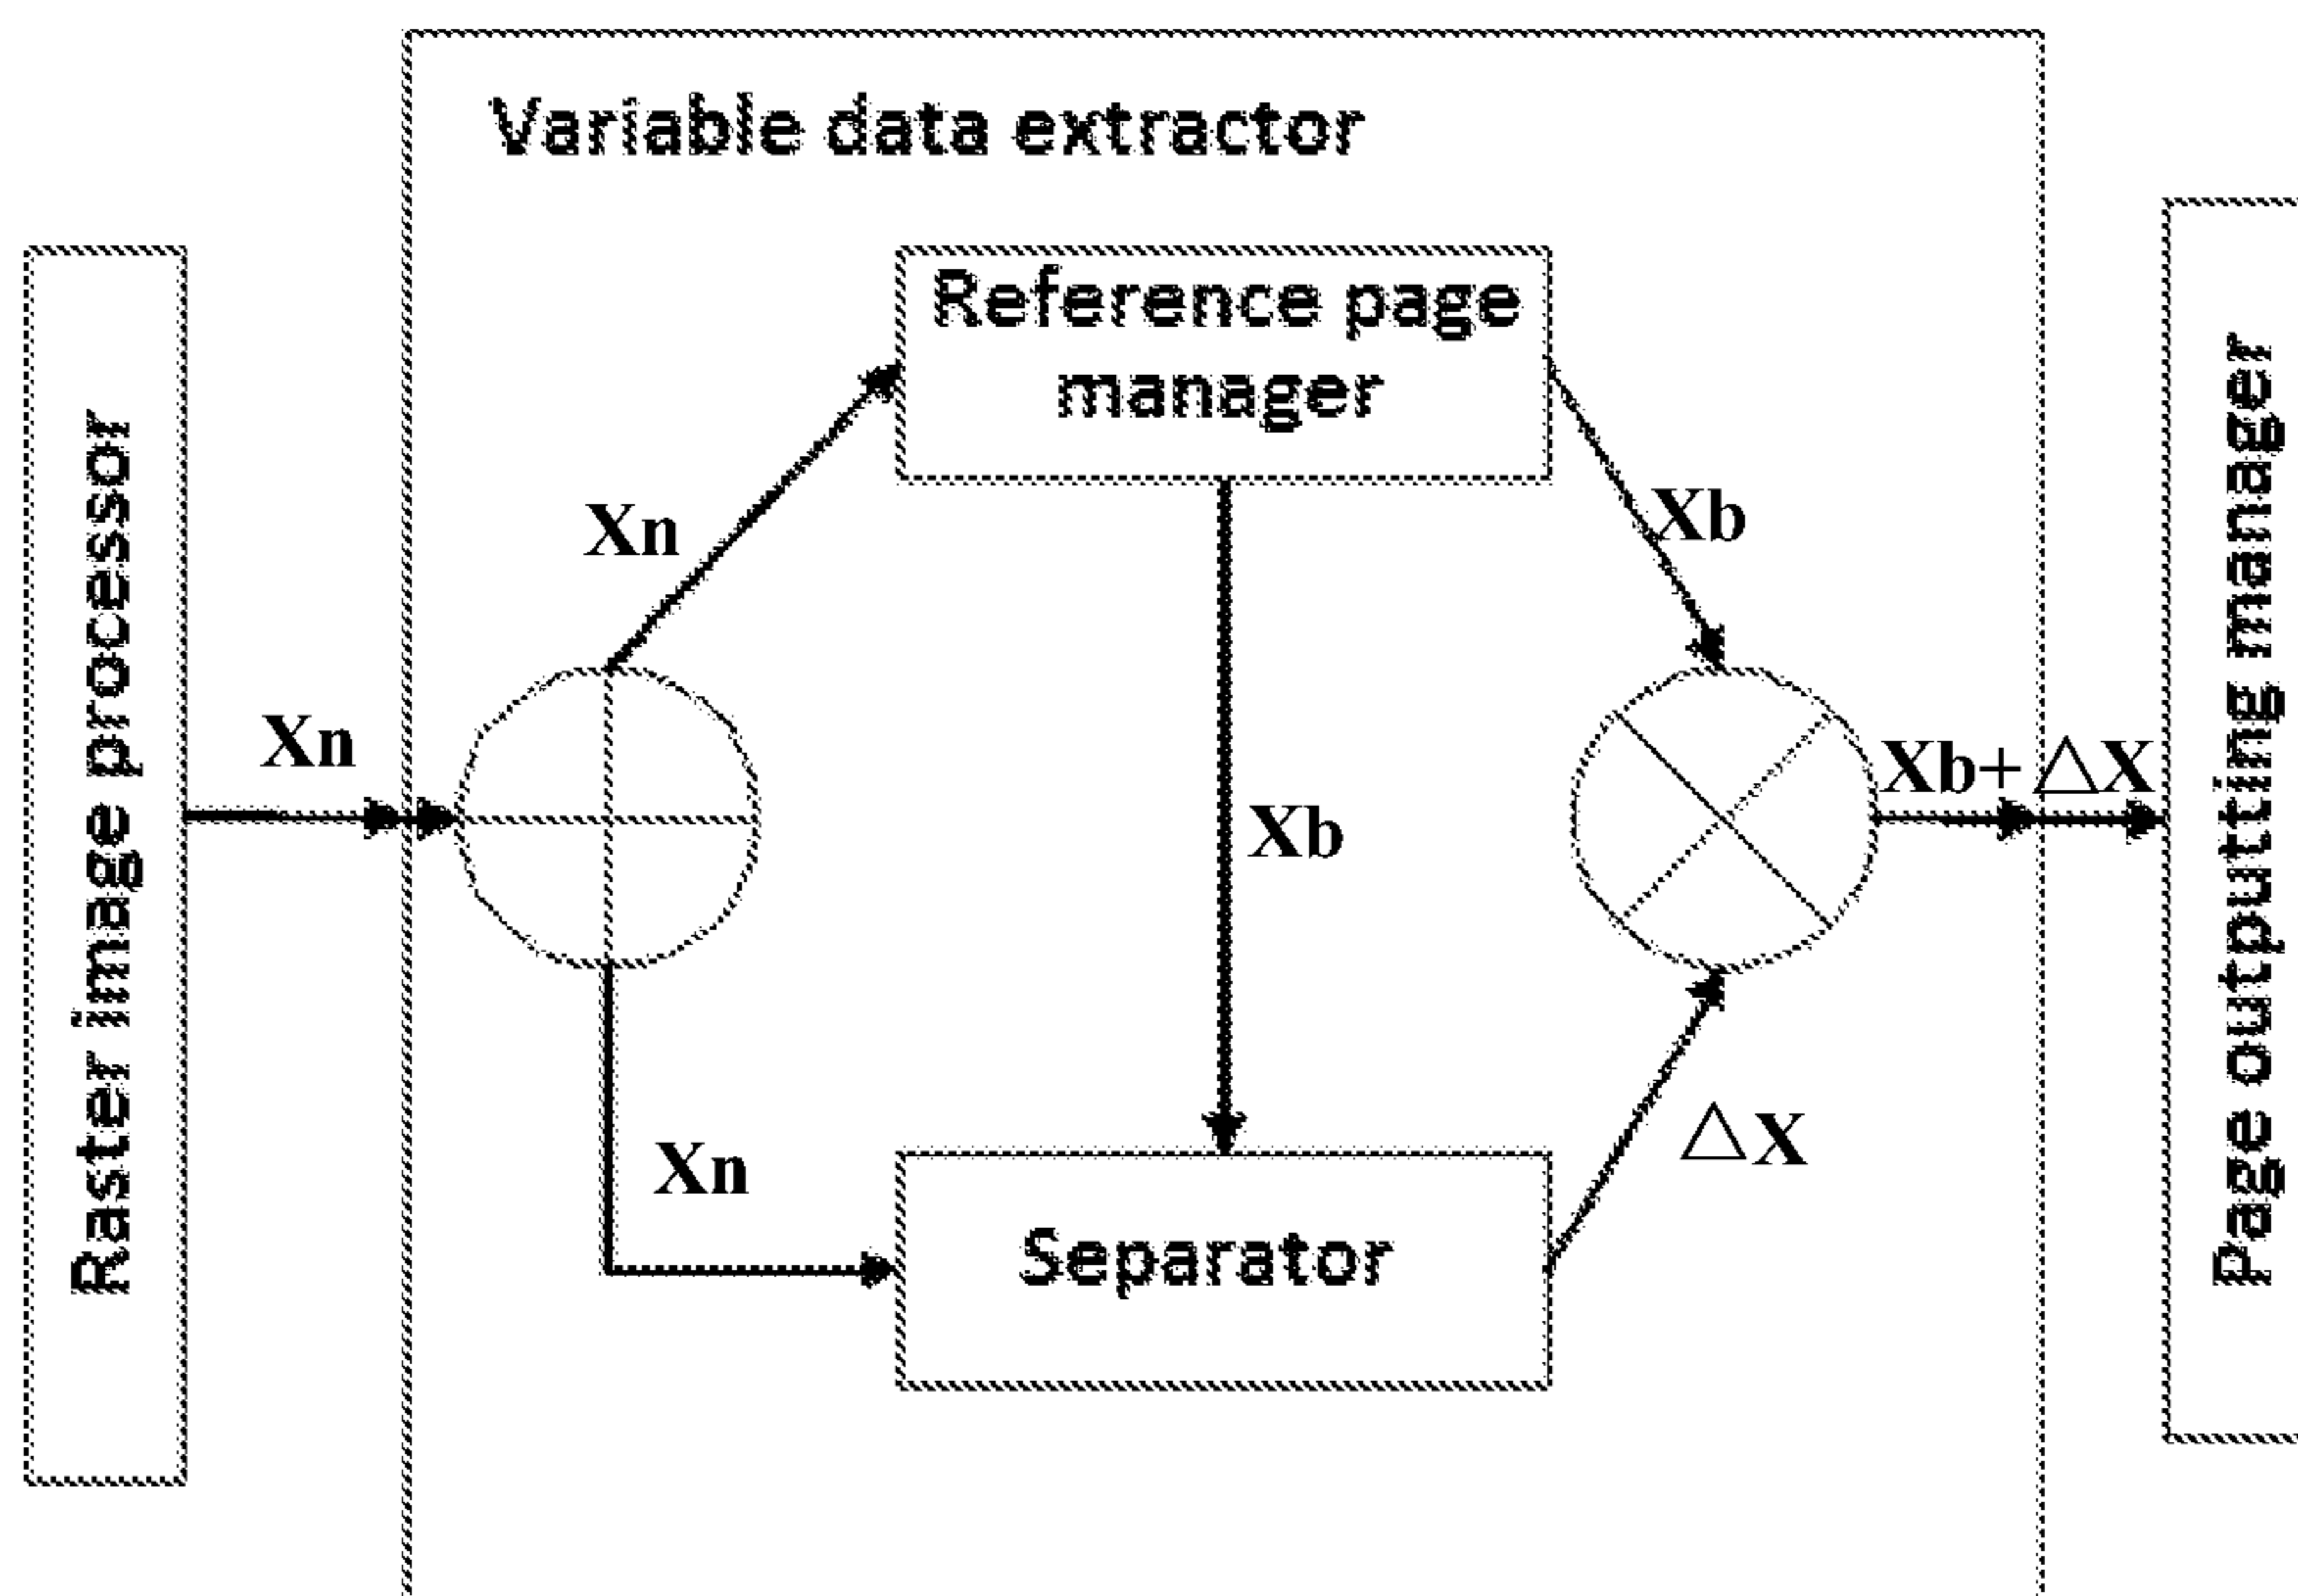 Variable data extractor
Raster image processor
Xn
Xn
Reference page
manager
Xb
Xb
Xb+△X
Xn
Separator
△X
Page outputting manager